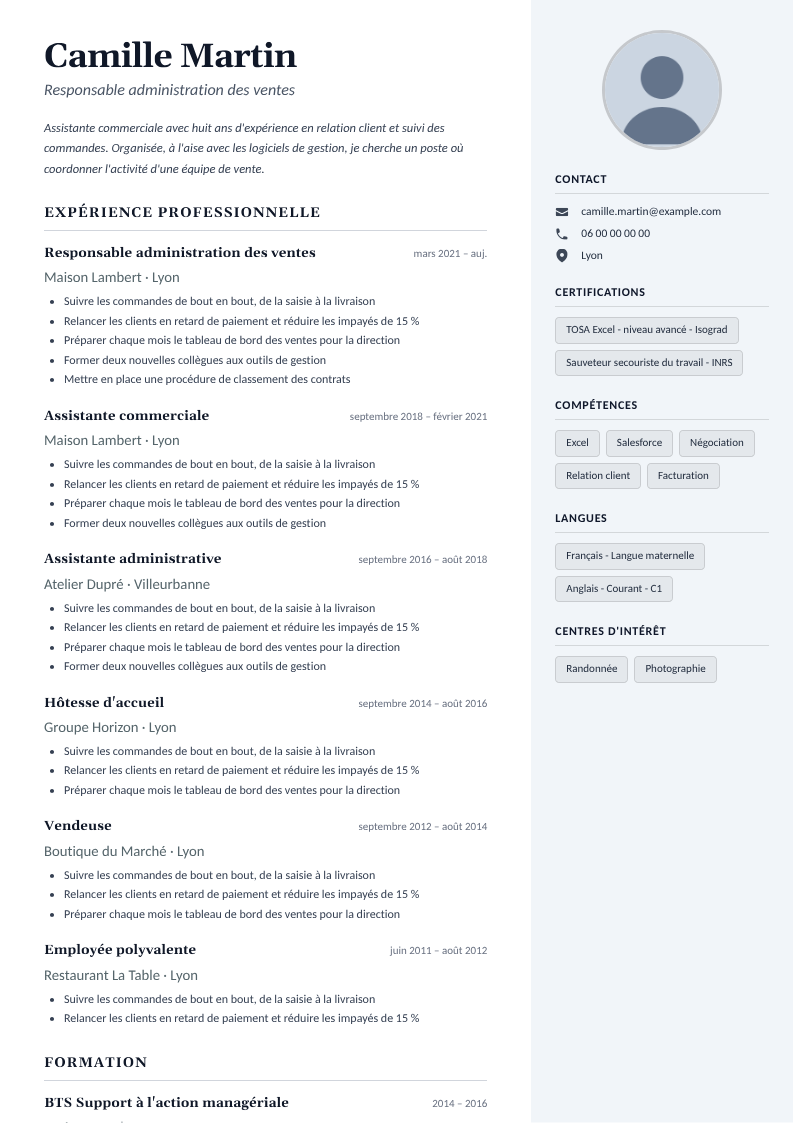 Camille Martin
Responsable administration des ventes
Assistante commerciale avec huit ans d'expérience en relation client et suivi des
commandes. Organisée, à l'aise avec les logiciels de gestion, je cherche un poste où
coordonner l'activité d'une équipe de vente.
EXPÉRIENCE PROFESSIONNELLE
Responsable administration des ventes mars 2021 – auj.
Maison Lambert · Lyon
• Suivre les commandes de bout en bout, de la saisie à la livraison
• Relancer les clients en retard de paiement et réduire les impayés de 15 %
• Préparer chaque mois le tableau de bord des ventes pour la direction
• Former deux nouvelles collègues aux outils de gestion
• Mettre en place une procédure de classement des contrats
Assistante commerciale septembre 2018 – février 2021
Maison Lambert · Lyon
• Suivre les commandes de bout en bout, de la saisie à la livraison
• Relancer les clients en retard de paiement et réduire les impayés de 15 %
• Préparer chaque mois le tableau de bord des ventes pour la direction
• Former deux nouvelles collègues aux outils de gestion
Assistante administrative septembre 2016 – août 2018
Atelier Dupré · Villeurbanne
• Suivre les commandes de bout en bout, de la saisie à la livraison
• Relancer les clients en retard de paiement et réduire les impayés de 15 %
• Préparer chaque mois le tableau de bord des ventes pour la direction
• Former deux nouvelles collègues aux outils de gestion
Hôtesse d'accueil septembre 2014 – août 2016
Groupe Horizon · Lyon
• Suivre les commandes de bout en bout, de la saisie à la livraison
• Relancer les clients en retard de paiement et réduire les impayés de 15 %
• Préparer chaque mois le tableau de bord des ventes pour la direction
Vendeuse septembre 2012 – août 2014
Boutique du Marché · Lyon
• Suivre les commandes de bout en bout, de la saisie à la livraison
• Relancer les clients en retard de paiement et réduire les impayés de 15 %
• Préparer chaque mois le tableau de bord des ventes pour la direction
Employée polyvalente juin 2011 – août 2012
Restaurant La Table · Lyon
• Suivre les commandes de bout en bout, de la saisie à la livraison
• Relancer les clients en retard de paiement et réduire les impayés de 15 %
FORMATION
BTS Support à l'action managériale 2014 – 2016
CONTACT
camille.martin@example.com
06 00 00 00 00
Lyon
CERTIFICATIONS
TOSA Excel - niveau avancé - Isograd
Sauveteur secouriste du travail - INRS
COMPÉTENCES
Excel Salesforce Négociation
Relation client Facturation
LANGUES
Français - Langue maternelle
Anglais - Courant - C1
CENTRES D'INTÉRÊT
Randonnée Photographie